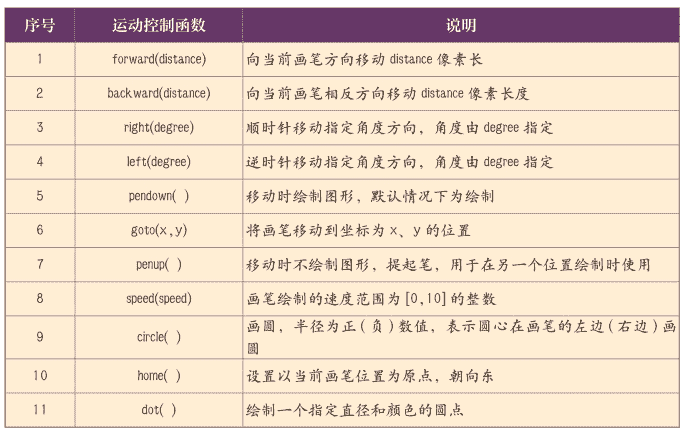 序号 运动控制函数 说明
1 forward(distance) 向当前画笔方向移动 distance 像素长
2 backward(distance) 向当前画笔相反方向移动 distance 像素长度
3 right(degree) 顺时针移动指定角度方向，角度由 degree 指定
4 left(degree) 逆时针移动指定角度方向，角度由 degree 指定
5 pendown( ) 移动时绘制图形，默认情况下为绘制
6 goto(x,y) 将画笔移动到坐标为 x、y 的位置
7 penup( ) 移动时不绘制图形，提起笔，用于在另一个位置绘制时使用
8 speed(speed) 画笔绘制的速度范围为[0,10]的整数
9 circle( ) 画圆，半径为正(负)数值，表示圆心在画笔的左边(右边)画
圆
10 home( ) 设置以当前画笔位置为原点，朝向东
11 dot( ) 绘制一个指定直径和颜色的圆点